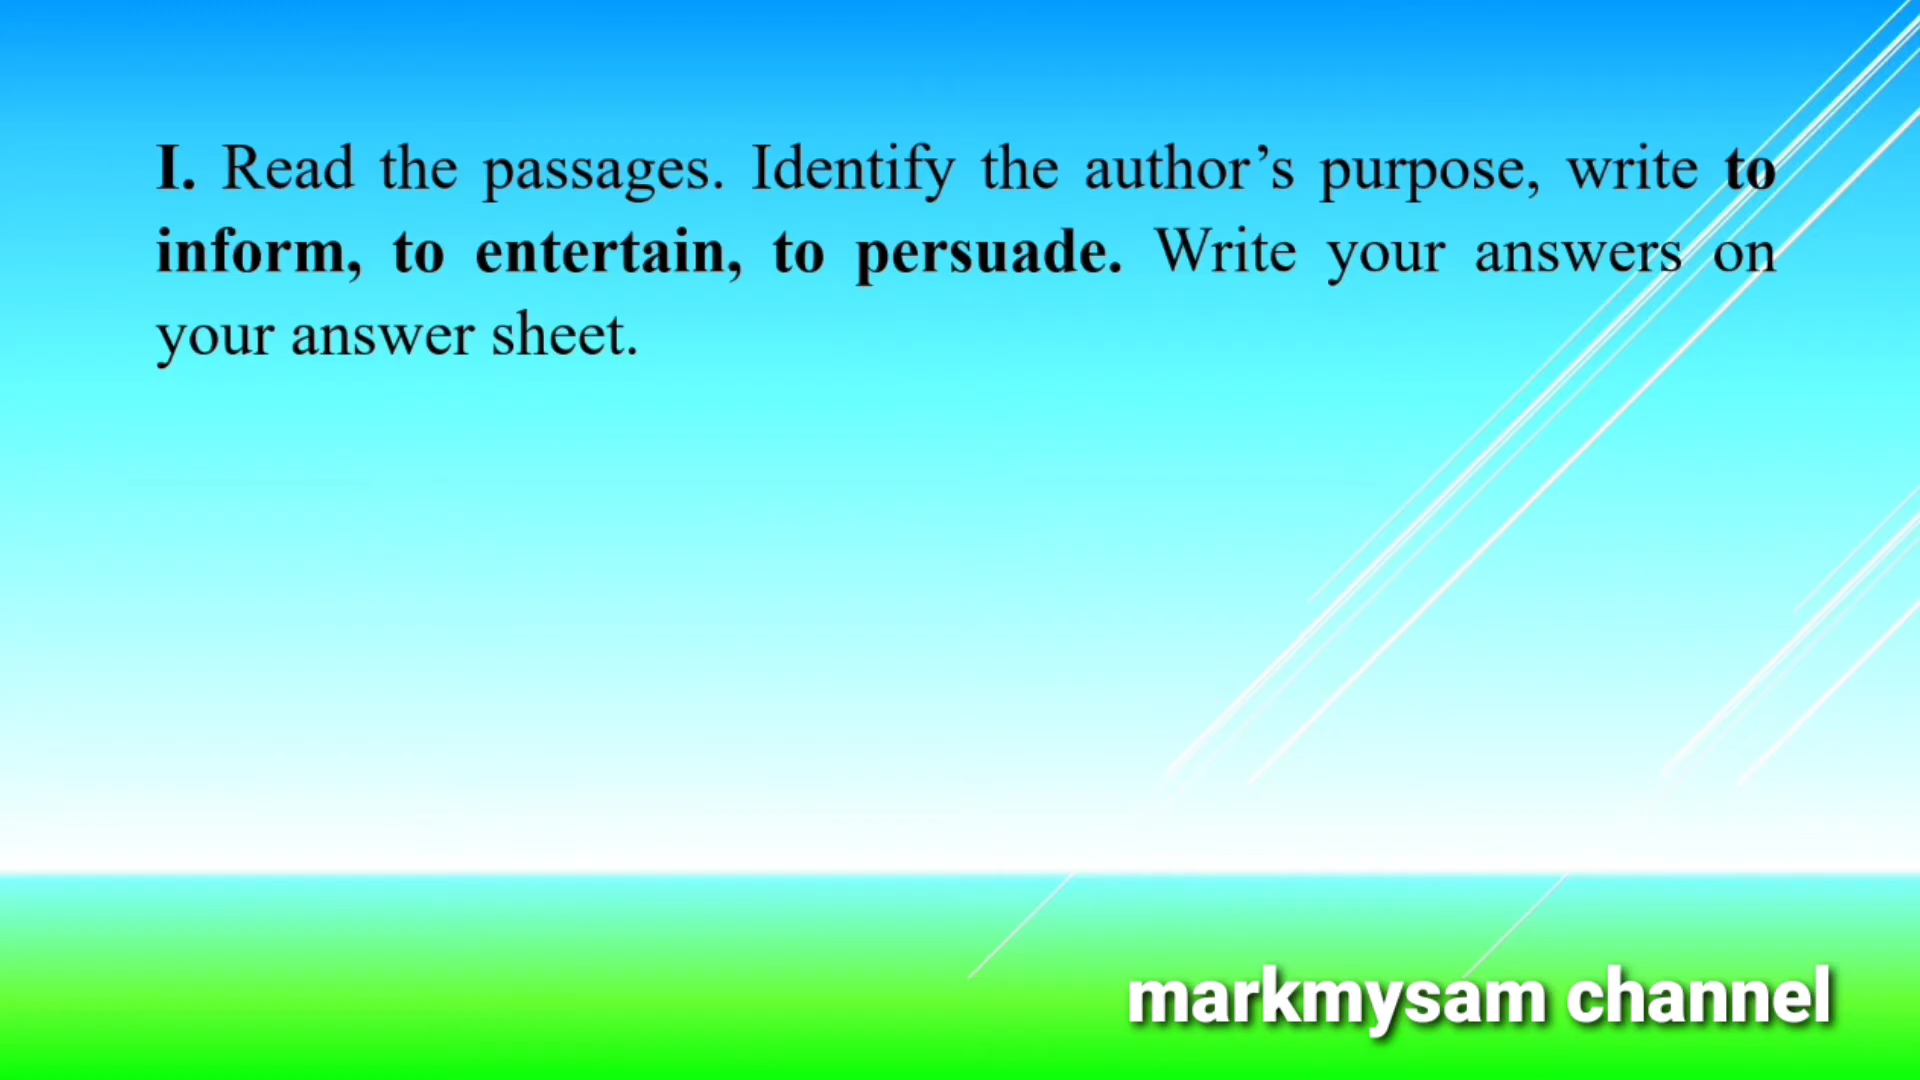 I. Read the passages. Identify the author’s purpose, write to
inform, to entertain, to persuade. Write your answers on
your answer sheet.
markmysam channel